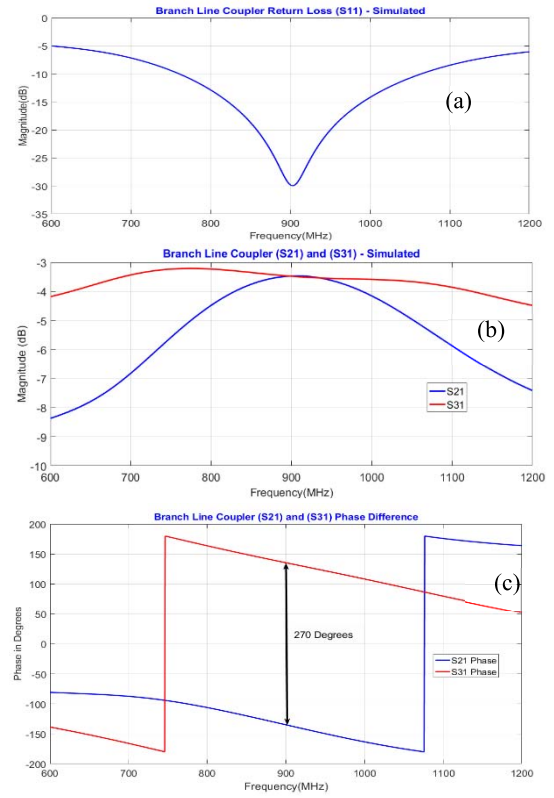 Branch Line Coupler Return Loss (S11) - Simulated
0
-5
-10
-15
-20
-25
-30
-35
Magnitude(dB)
(a)
600 700 800 900 1000 1100 1200
Frequency(MHz)
Branch Line Coupler (S21) and (S31) - Simulated
-3
-4
-5
-6
-7
-8
-9
-10
Magnitude (dB)
(b)
S21
S31
600 700 800 900 1000 1100 1200
Frequency(MHz)
Branch Line Coupler (S21) and (S31) Phase Difference
200
150
100
50
0
-50
-100
-150
-200
Phase in Degrees
(c)
270 Degrees
S21 Phase
S31 Phase
600 700 800 900 1000 1100 1200
Frequency(MHz)